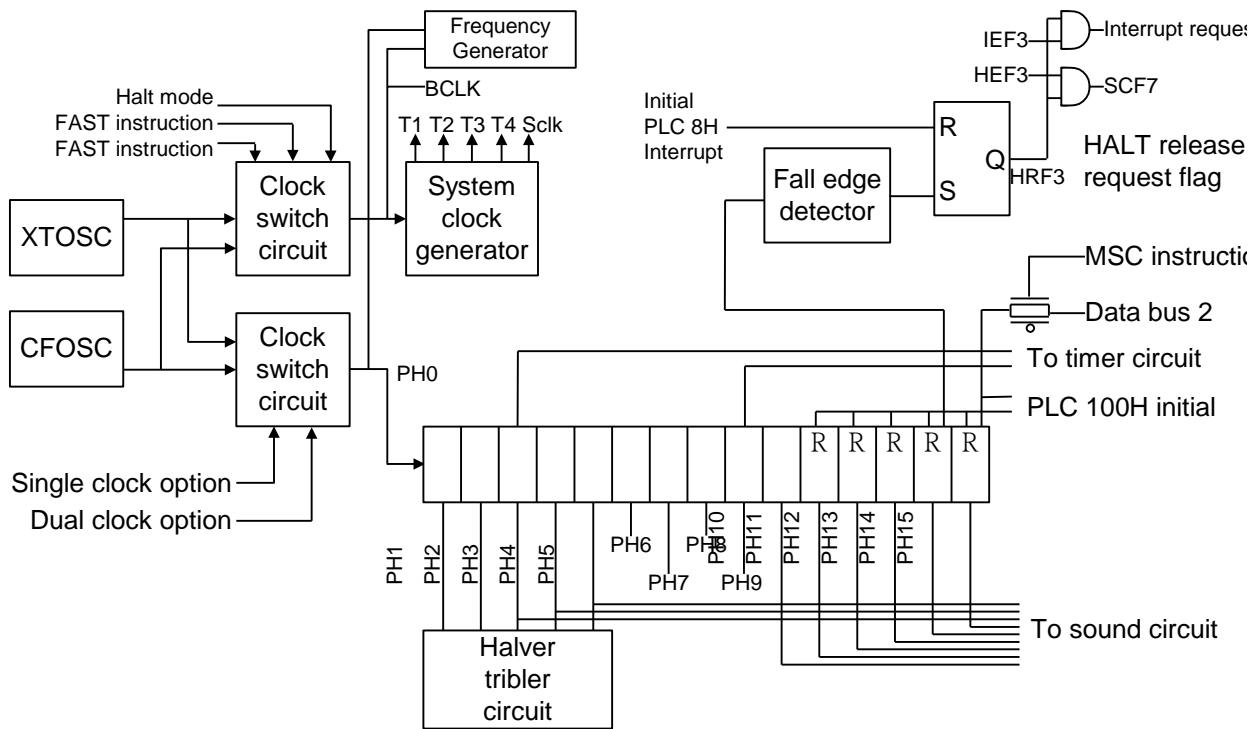 Frequency
Generator
BCLK
Halt mode
FAST instruction
FAST instruction
T1 T2 T3 T4 Sclk
XTOSC
Clock
switch
circuit
System
clock
generator
CFOSC
Clock
switch
circuit
PH0
Single clock option
Dual clock option
Initial
PLC 8H
Interrupt
Fall edge
detector
R
S
Q
HRF3
IEF3
Interrupt reques
HEF3
SCF7
HALT release
request flag
MSC instructio
Data bus 2
To timer circuit
PLC 100H initial
R R R R R
PH1
PH2
PH3
PH4
PH5
PH6
PH7
PH8
PH9
PH10
PH11
PH12
PH13
PH14
PH15
Halver
tribler
circuit
To sound circuit